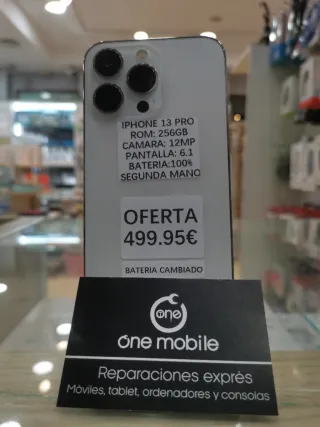 IPHONE 13 PRO
ROM: 256GB
CAMARA: 12MP
PANTALLA: 6.1
BATERIA:100%
SEGUNDA MANO
OFERTA
499.95€
BATERIA CAMBIADO
one
óne mobile
Reparaciones exprès
Móviles, tablet, ordenadores y consolas